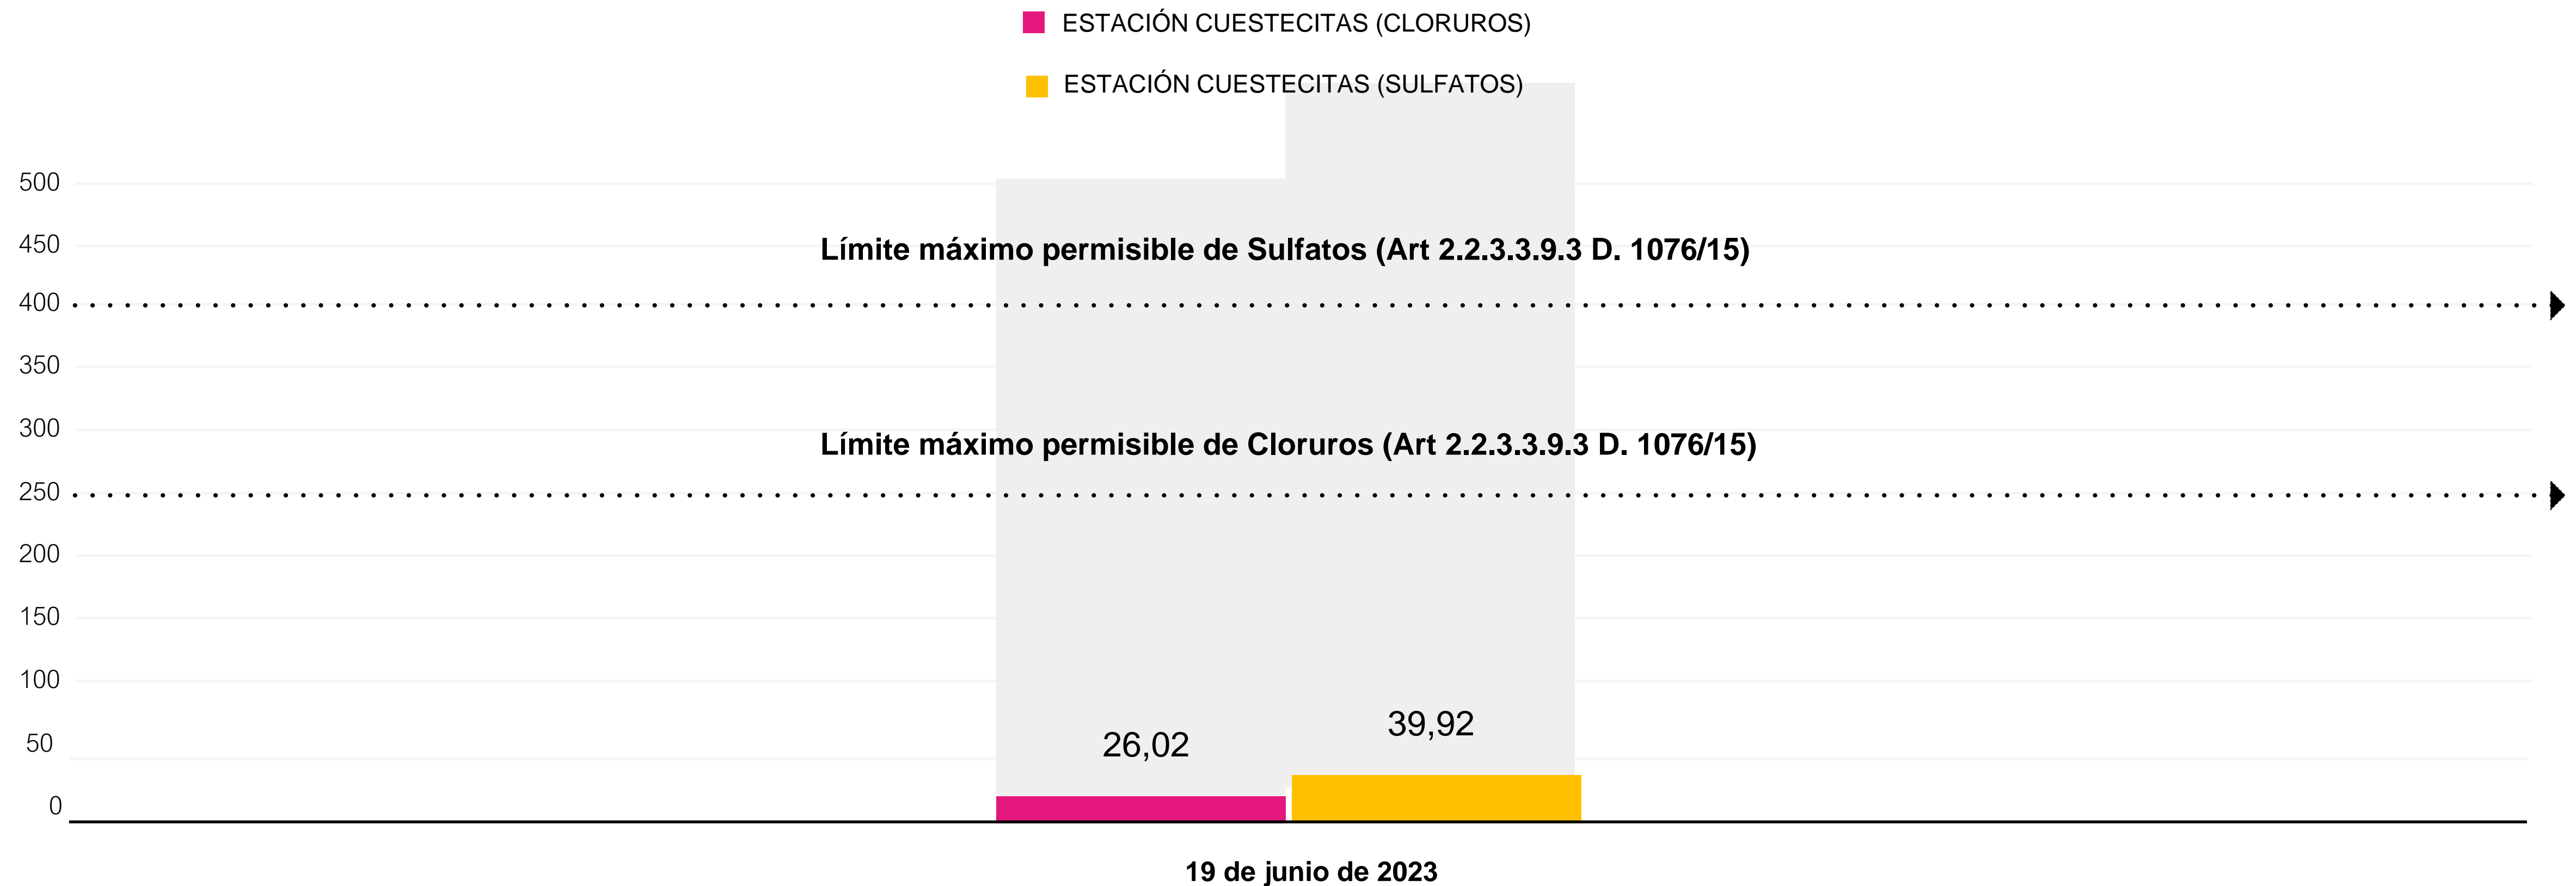 ESTACIÓN CUESTECITAS (CLORUROS)
ESTACIÓN CUESTECITAS (SULFATOS)
500
450
Límite máximo permisible de Sulfatos (Art 2.2.3.3.9.3 D. 1076/15)
400
350
300
Límite máximo permisible de Cloruros (Art 2.2.3.3.9.3 D. 1076/15)
250
200
150
100
50
26,02
39,92
0
19 de junio de 2023